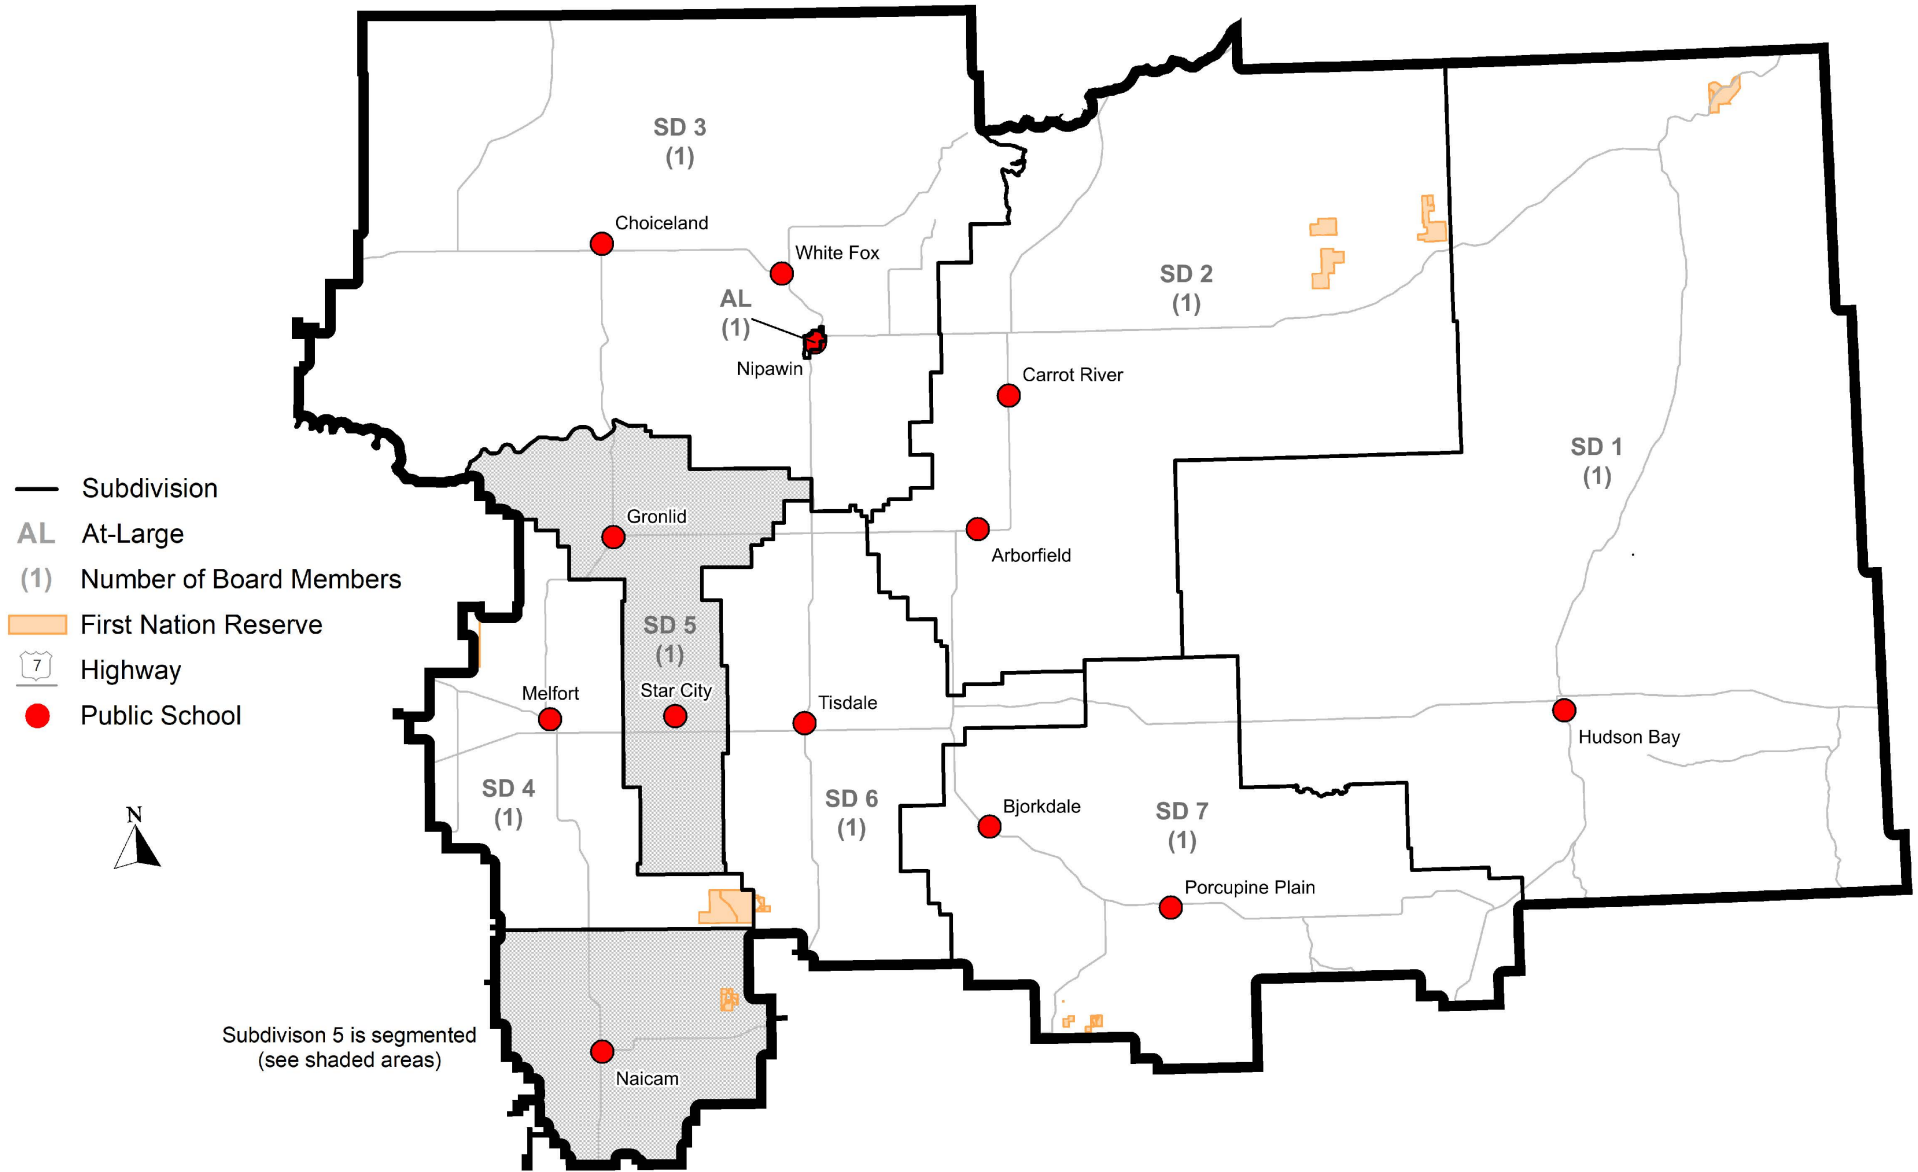 SD 3
(1)
Choiceland
White Fox
AL
(1)
Nipawin
SD 2
(1)
Carrot River
SD 1
(1)
Subdivision
AL At-Large
(1) Number of Board Members
First Nation Reserve
7 Highway
Public School
Gronlid
Arborfield
SD 5
(1)
Melfort
Star City
Tisdale
Hudson Bay
SD 4
(1)
SD 6
(1)
Bjorkdale
SD 7
(1)
Porcupine Plain
N
Subdivison 5 is segmented
(see shaded areas)
Naicam